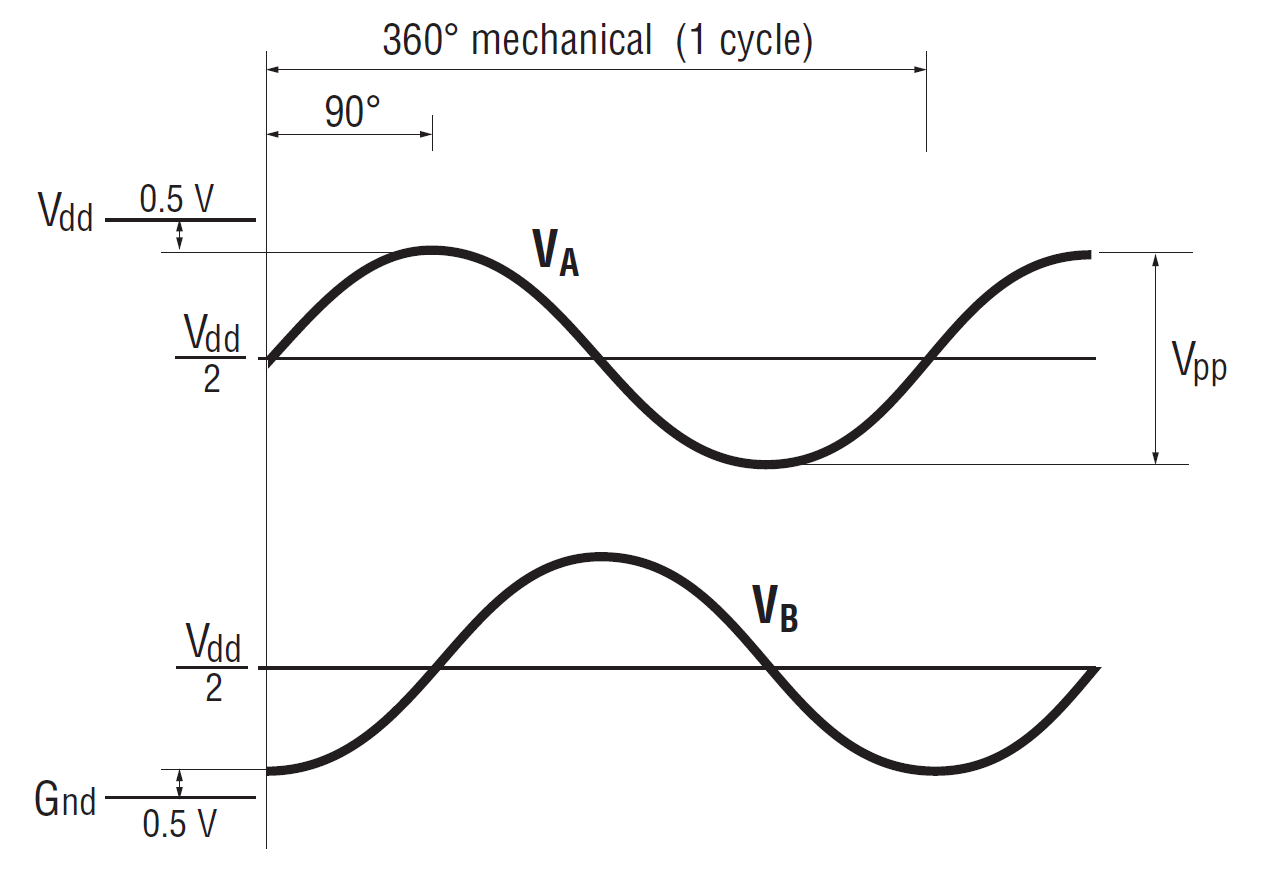 360° mechanical (1 cycle)
90°
0.5 V
Vdd
VA
Vdd
2
Vpp
VB
Vdd
2
Gnd
0.5 V